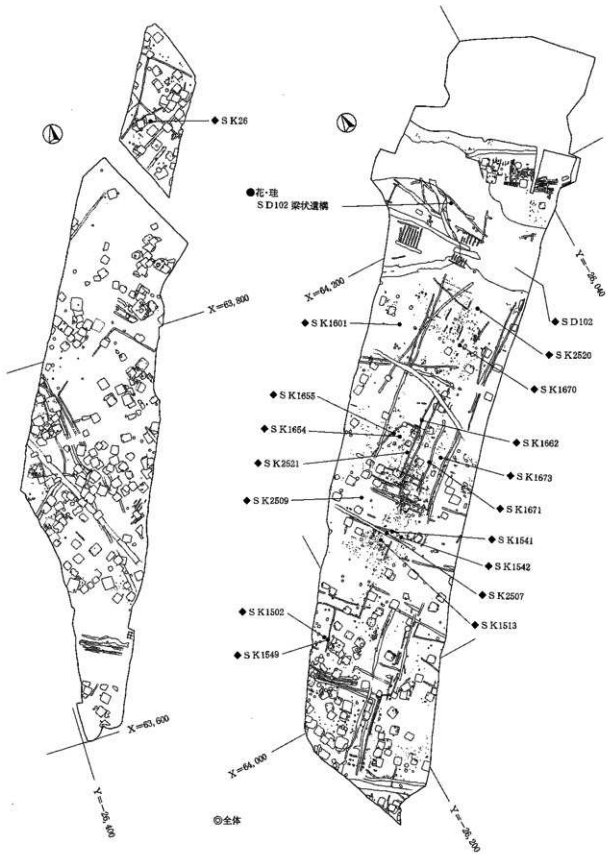 ◆SK26
●花・珪
SD102 梁状遺構
X=63,800
X=64,200
Y=-26,040
◆SK1601
◆SD102
◆SK2520
◆SK1670
◆SK1655
◆SK1654
◆SK1662
◆SK2521
◆SK1673
◆SK1671
◆SK2509
◆SK1541
◆SK1542
◆SK2507
◆SK1502
◆SK1513
◆SK1549
X=63,600
X=64,000
Y=-26,400
Y=-26,200
◎全体